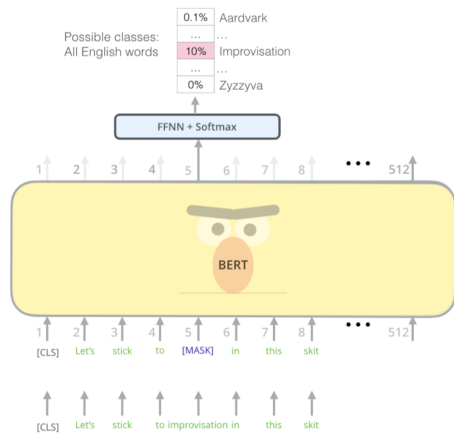 0.1% Aardvark
Possible classes: ... ...
All English words 10% Improvisation
... ...
0% Zyzzyva
FFNN + Softmax
1 2 3 4 5 6 7 8 ••• 512
BERT
1 2 3 4 5 6 7 8 ••• 512
[CLS] Let's stick to [MASK] in this skit
[CLS] Let's stick to improvisation in this skit